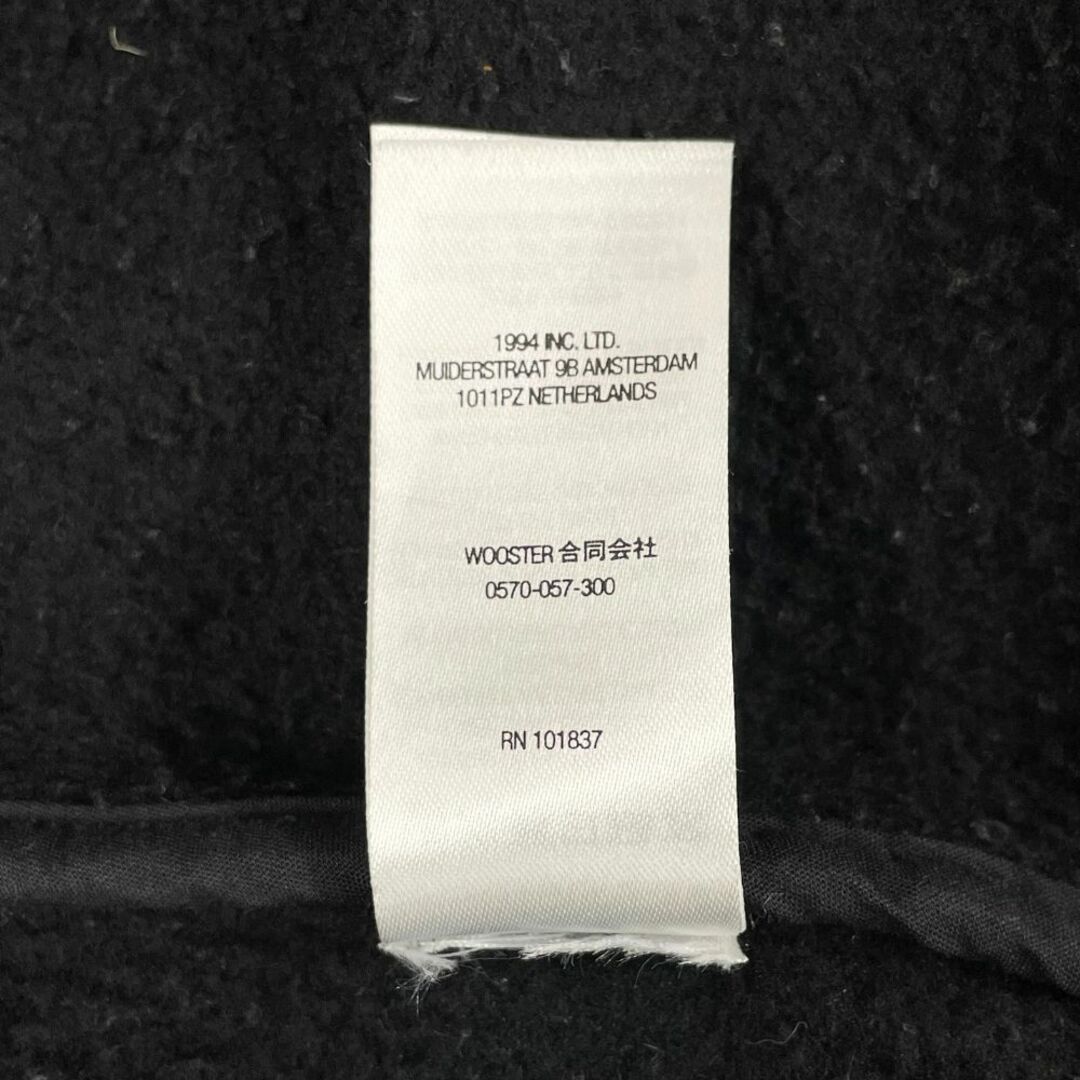 1994 INC. LTD.
MUIDERSTRAAT 9B AMSTERDAM
1011PZ NETHERLANDS
WOOSTER 合同会社
0570-057-300
RN 101837